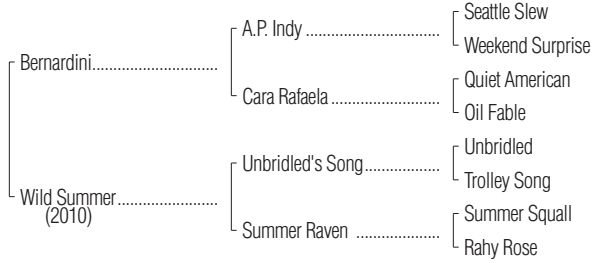 Seattle Slew
A.P. Indy ..............................
Weekend Surprise
Bernardini.............................
Quiet American
Cara Rafaela .........................
Oil Fable
Unbridled
Unbridled's Song.................
Trolley Song
Wild Summer.......................
(2010)
Summer Squall
Summer Raven ...................
Rahy Rose